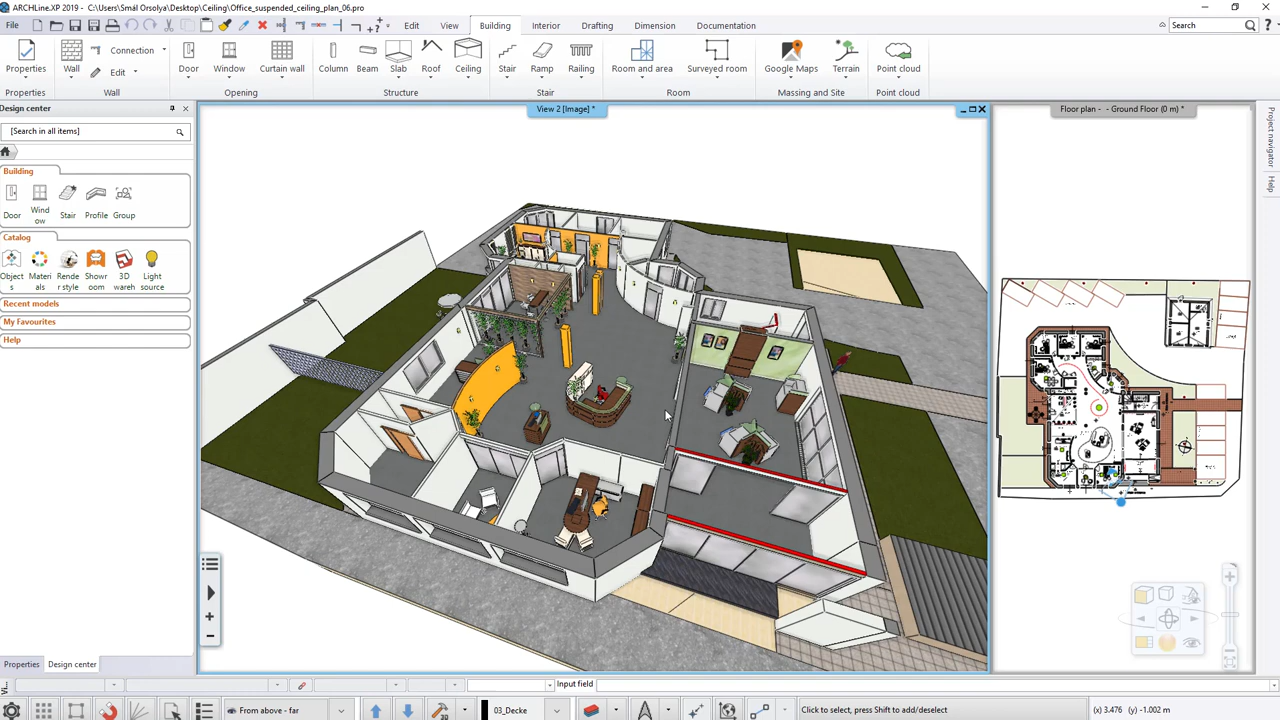 ARCHLine.XP 2019 - C:\Users\Smál Orsolya\Desktop\Ceiling\Office_suspended_ceiling_plan_06.pro
File Edit View Building Interior Drafting Dimension Documentation Search
Properties Wall Connection Edit Door Window Curtain wall Column Beam Slab Roof Ceiling Stair Ramp Railing Room and area Surveyed room Google Maps Terrain Point cloud
Properties Wall Opening Structure Stair Room Massing and Site Point cloud
Design center
View 2 [Image] *
Floor plan - - Ground Floor (0 m) *
[Search in all items]
Building
Door Wind Stair Profile Group
ow
Catalog
Object Materi Rende Showr 3D Light
s als r style oom wareh source
Recent models
My Favourites
Help
Project navigator
Help
Properties Design center
Input field
From above - far
03_Decke
Click to select, press Shift to add/deselect
x) 3.476 y) -1.002 m